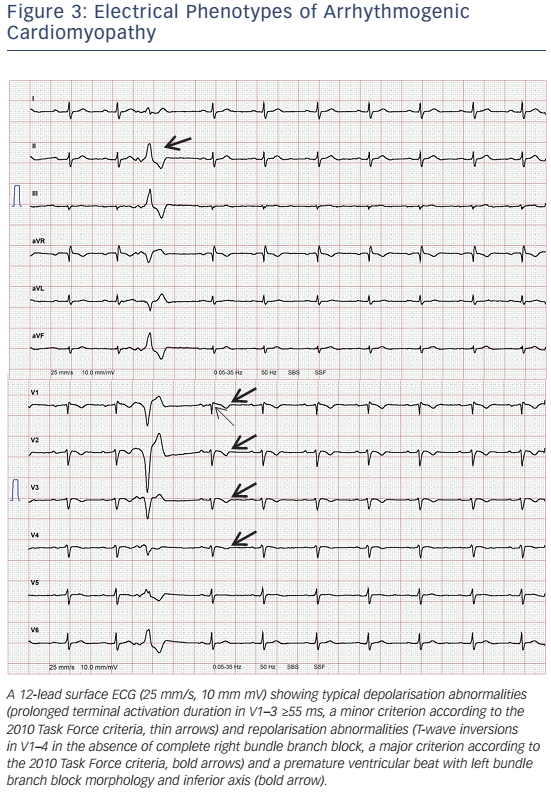 Figure 3: Electrical Phenotypes of Arrhythmogenic
Cardiomyopathy
I
II
III
aVR
aVL
aVF
25 mm/s 10.0 mm/mV 0.05-35 Hz 50 Hz SBS SSF
V1
V2
V3
V4
V5
V6
25 mm/s 10.0 mm/mV 0.05-35 Hz 50 Hz SBS SSF
A 12-lead surface ECG (25 mm/s, 10 mm mV) showing typical depolarisation abnormalities
(prolonged terminal activation duration in V1–3 ≥55 ms, a minor criterion according to the
2010 Task Force criteria, thin arrows) and repolarisation abnormalities (T-wave inversions
in V1–4 in the absence of complete right bundle branch block, a major criterion according to
the 2010 Task Force criteria, bold arrows) and a premature ventricular beat with left bundle
branch block morphology and inferior axis (bold arrow).